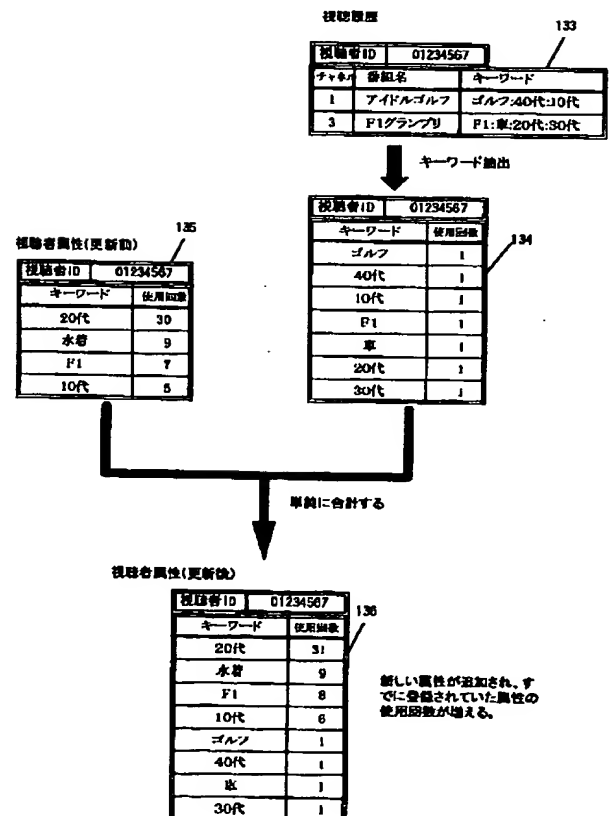 視聴履歴
133
視聴者ID 01234567
チャネル 番組名 キーワード
1 アイドルゴルフ ゴルフ:40代:10代
3 F1グランプリ F1:車:20代:30代
キーワード抽出
視聴者ID 01234567
キーワード 使用回数
134
ゴルフ 1
40代 1
10代 1
F1 1
車 1
20代 1
30代 1
135
視聴者属性(更新前)
視聴者ID 01234567
キーワード 使用回数
20代 30
水着 9
F1 7
10代 5
単純に合計する
視聴者属性(更新後)
視聴者ID 01234567
136
キーワード 使用回数
20代 31
水着 9
F1 8
10代 6
ゴルフ 1
40代 1
車 1
30代 1
新しい属性が追加され、す
でに登録されていた属性の
使用回数が増える。